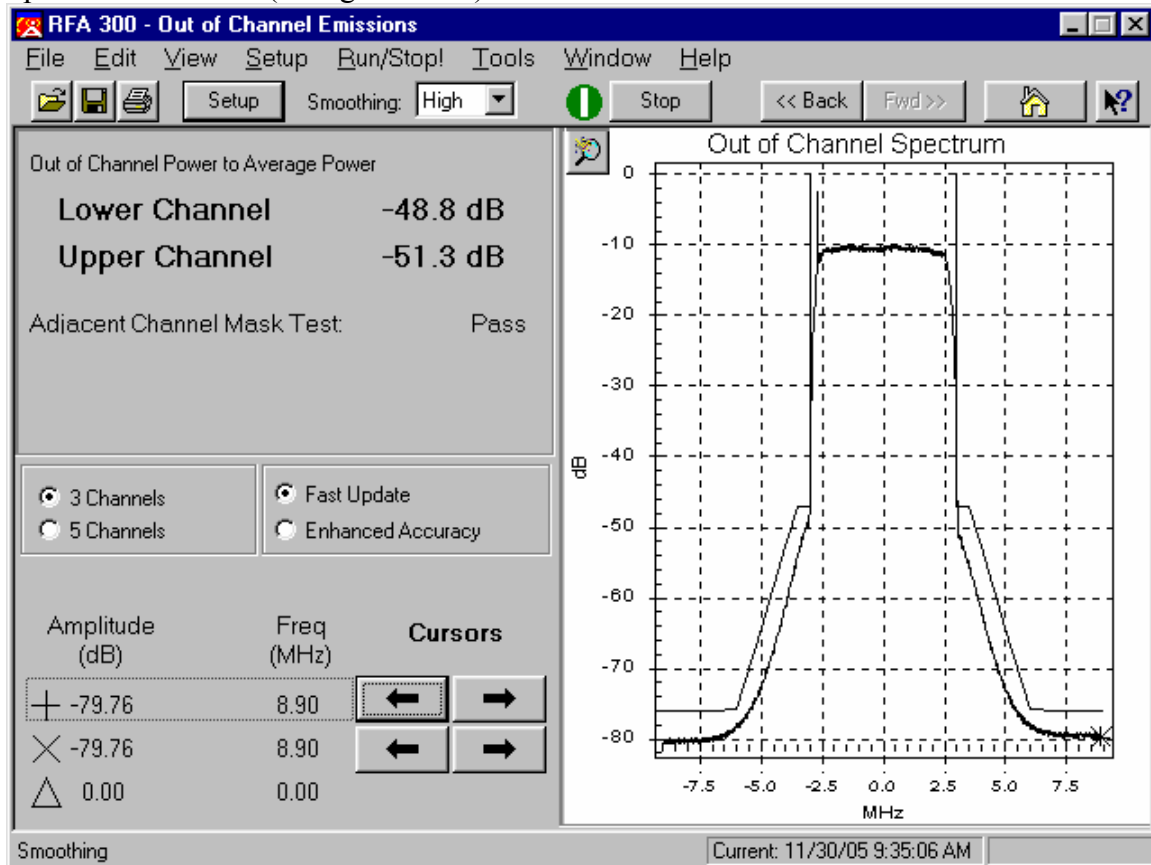 RFA 300 - Out of Channel Emissions
File Edit View Setup Run/Stop! Tools Window Help
Setup Smoothing: High Stop << Back Fwd >>
Out of Channel Power to Average Power
Lower Channel -48.8 dB
Upper Channel -51.3 dB
Adjacent Channel Mask Test: Pass
3 Channels
5 Channels
Fast Update
Enhanced Accuracy
Amplitude (dB) Freq (MHz) Cursors
-79.76 8.90
-79.76 8.90
0.00 0.00
Out of Channel Spectrum
0
-10
-20
-30
-40
-50
-60
-70
-80
dB
-7.5 -5.0 -2.5 0.0 2.5 5.0 7.5
MHz
Smoothing Current: 11/30/05 9:35:06 AM